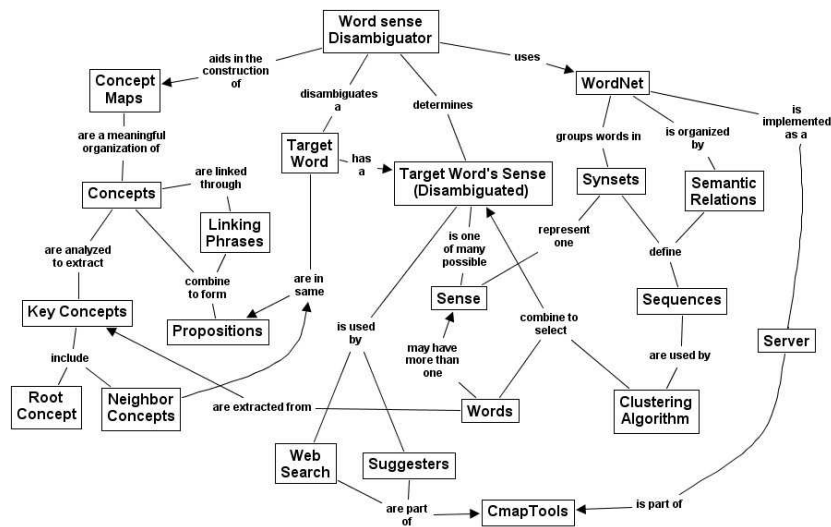 Word sense
Disambiguator
aids in the
construction
of
uses
Concept
Maps
disambiguates
a
determines
WordNet
is
implemented
as a
are a meaningful
organization of
groups words in
is organized
by
Target
Word
has
a
Target Word's Sense
(Disambiguated)
are linked
through
Concepts
Synsets
Semantic
Relations
Linking
Phrases
is one
of many
possible
represent
one
are analyzed
to extract
define
combine
to form
are in
same
Key Concepts
Propositions
Sense
Sequences
combine to
select
is used
by
Server
include
may have
more than
one
are used by
Root
Concept
Neighbor
Concepts
are extracted from
Words
Clustering
Algorithm
Web
Search
Suggesters
are part
of
CmapTools
is part of